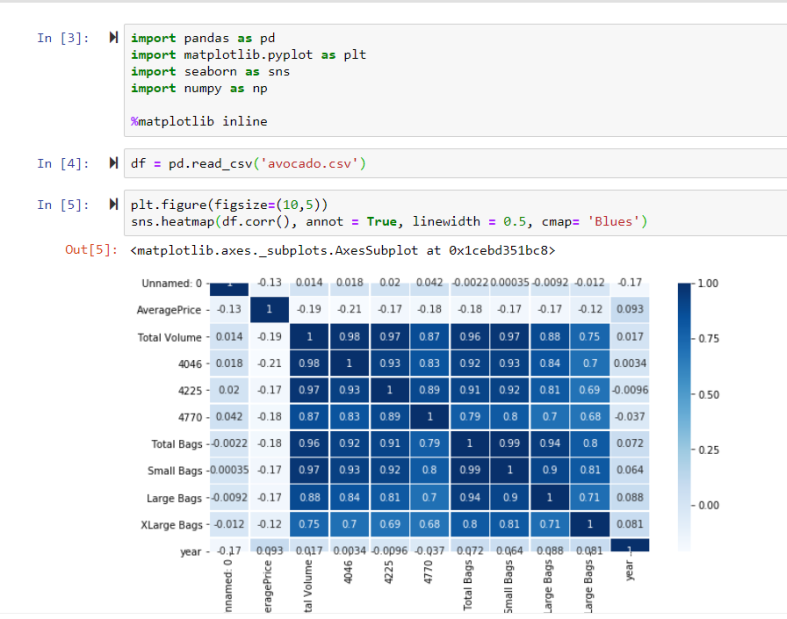 In [3]:
import pandas as pd
import matplotlib.pyplot as plt
import seaborn as sns
import numpy as np
%matplotlib inline
In [4]:
df = pd.read_csv('avocado.csv')
In [5]:
plt.figure(figsize=(10,5))
sns.heatmap(df.corr(), annot = True, linewidth = 0.5, cmap= 'Blues')
Out[5]: <matplotlib.axes._subplots.AxesSubplot at 0x1cebd351bc8>
Unnamed: 0 - 1 -0.13 0.014 0.018 0.02 0.042 -0.0022 0.00035 -0.0092 -0.012 -0.17
AveragePrice - -0.13 1 -0.19 -0.21 -0.17 -0.18 -0.18 -0.17 -0.17 -0.12 0.093
Total Volume - 0.014 -0.19 1 0.98 0.97 0.87 0.96 0.97 0.88 0.75 0.017
4046 - 0.018 -0.21 0.98 1 0.93 0.83 0.92 0.93 0.84 0.7 0.0034
4225 - 0.02 -0.17 0.97 0.93 1 0.89 0.91 0.92 0.81 0.69 -0.0096
4770 - 0.042 -0.18 0.87 0.83 0.89 1 0.79 0.8 0.7 0.68 -0.037
Total Bags - -0.0022 -0.18 0.96 0.92 0.91 0.79 1 0.99 0.94 0.8 0.072
Small Bags - 0.00035 -0.17 0.97 0.93 0.92 0.8 0.99 1 0.9 0.81 0.064
Large Bags - -0.0092 -0.17 0.88 0.84 0.81 0.7 0.94 0.9 1 0.71 0.088
XLarge Bags - -0.012 -0.12 0.75 0.7 0.69 0.68 0.8 0.81 0.71 1 0.081
year - -0.17 0.093 0.017 0.0034 -0.0096 -0.037 0.072 0.064 0.088 0.081 1
nnamed: 0
eragePrice
tal Volume
4046
4225
4770
Total Bags
Small Bags
Large Bags
Large Bags
year
1.00
0.75
0.50
0.25
0.00